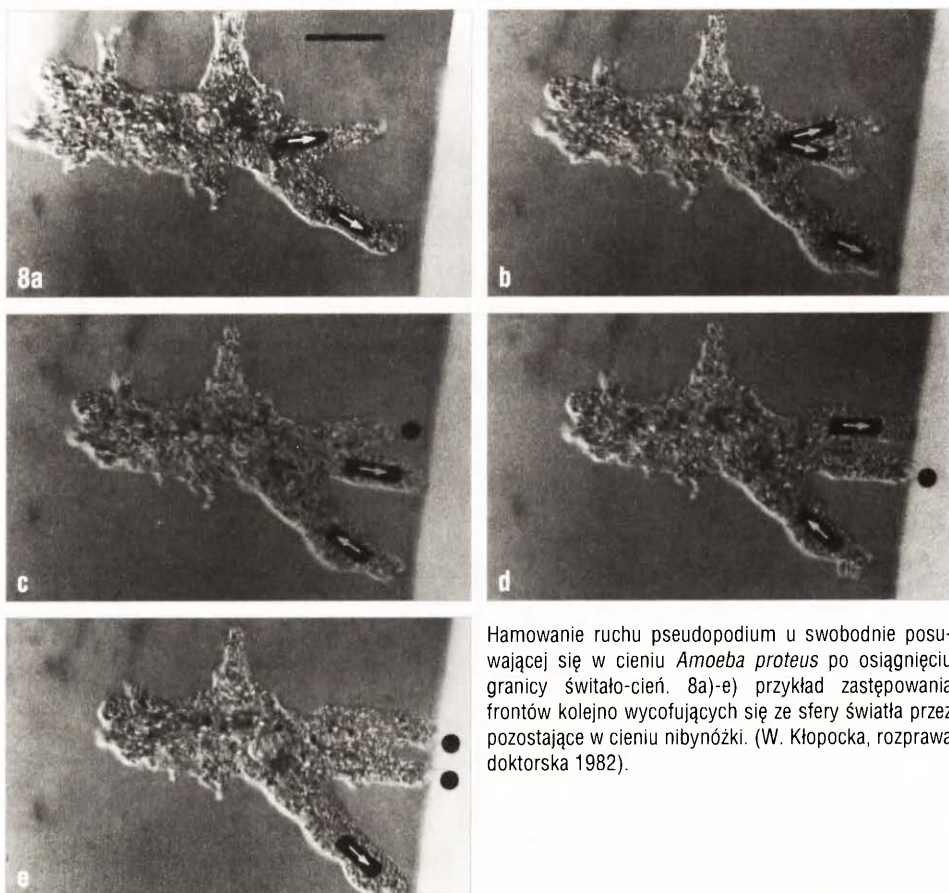 8a
b
c
d
e
Hamowanie ruchu pseudopodium u swobodnie posu-
wającej się w cieniu Amoeba proteus po osiągnięciu
granicy świtało-cień. 8a)-e) przykład zastępowania
frontów kolejno wycofujących się ze sfery światła przez
pozostające w cieniu nibynóżki. (W. Kłopocka, rozprawa
doktorska 1982).